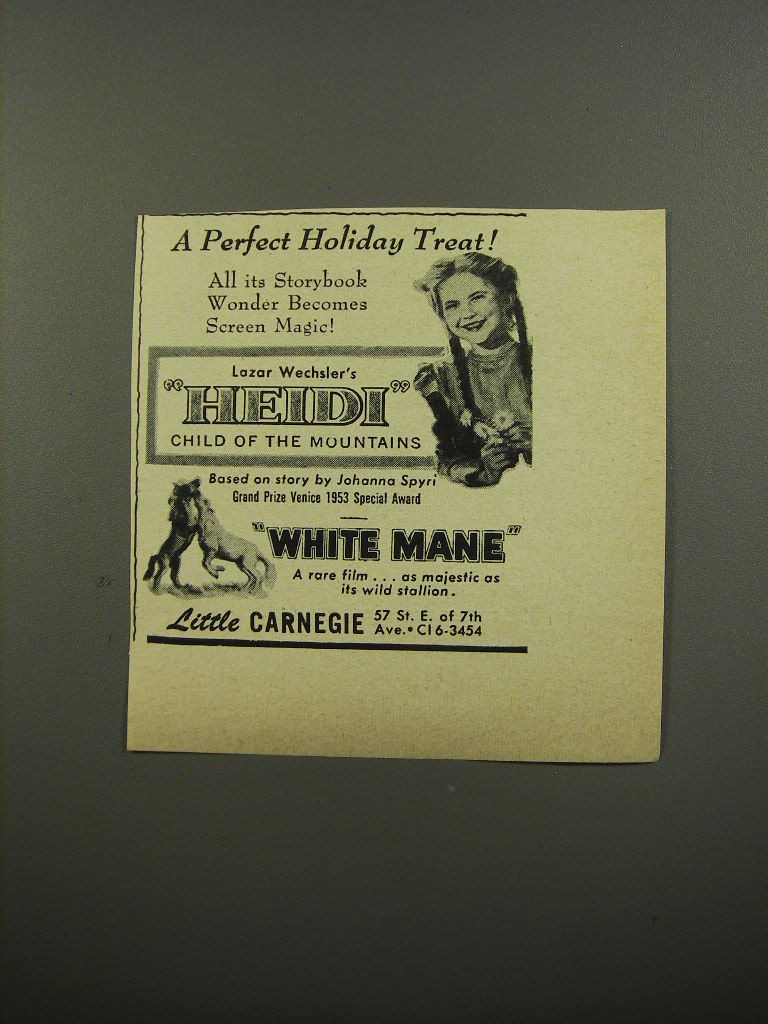 A Perfect Holiday Treat!
All its Storybook
Wonder Becomes
Screen Magic!
Lazar Wechsler's
"HEIDI"
CHILD OF THE MOUNTAINS
Based on story by Johanna Spyri
Grand Prize Venice 1953 Special Award
"WHITE MANE"
A rare film . . . as majestic as
its wild stallion.
Little CARNEGIE 57 St. E. of 7th
Ave. • CI 6-3454